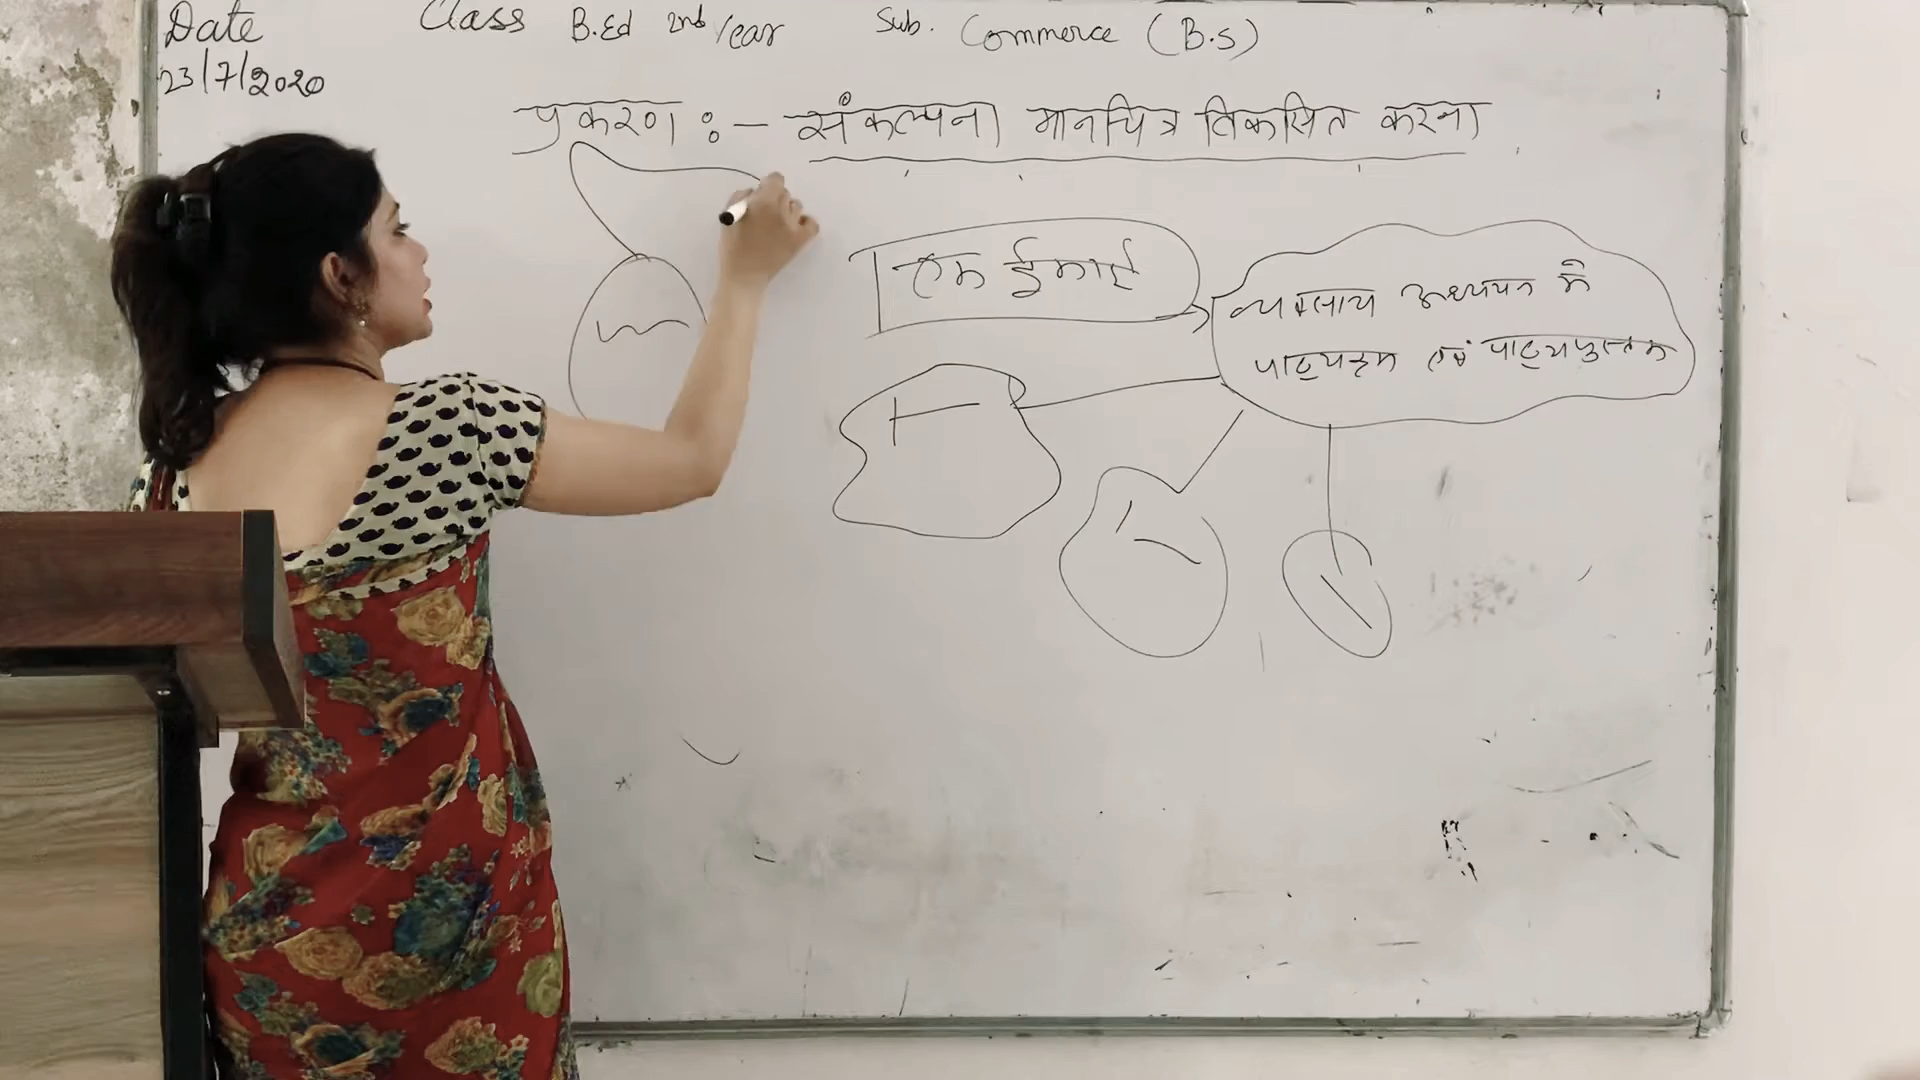 Date Class B.Ed 2nd Year Sub. Commerce (B.S)
23/7/2020
प्रकरण :- संकल्पना मानचित्र विकसित करना
एक ईकाई
व्यवसाय अध्ययन में
पाठ्यक्रम एवं पाठ्यपुस्तक